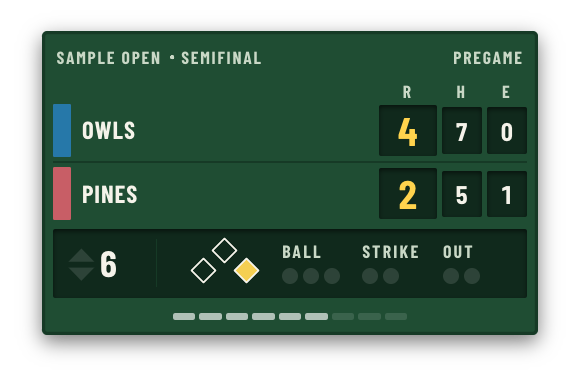 SAMPLE OPEN • SEMIFINAL PREGAME
R H E
OWLS 4 7 0
PINES 2 5 1
6 BALL STRIKE OUT